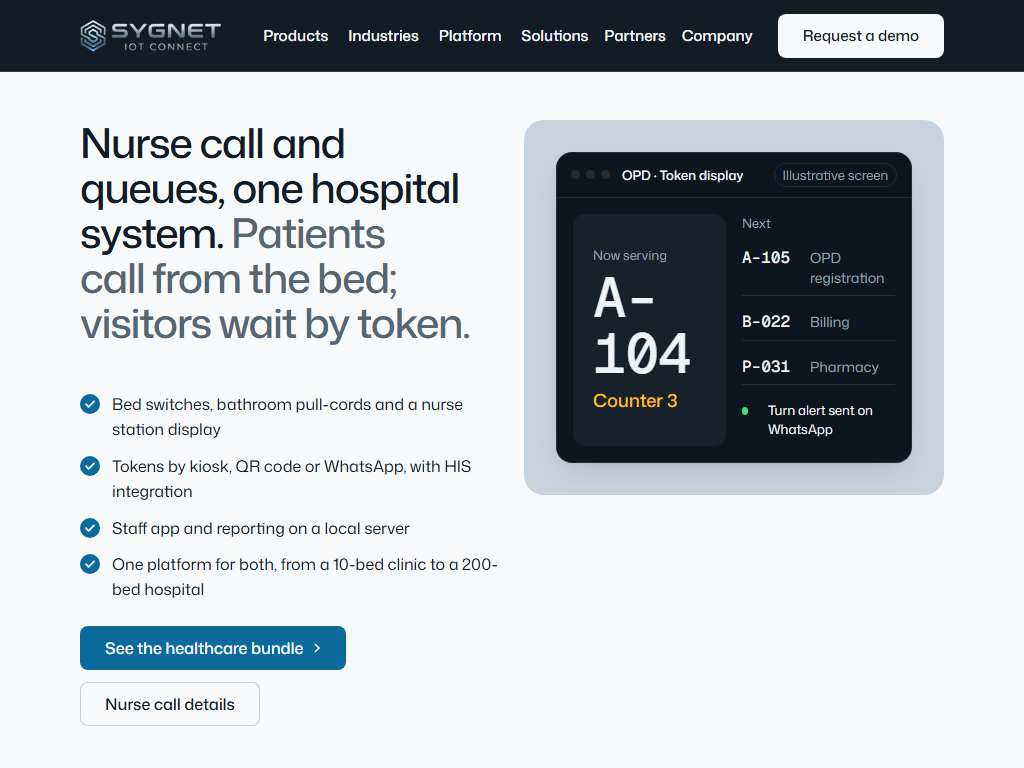 SYGNET
IOT CONNECT
Products
Industries
Platform
Solutions
Partners
Company
Request a demo
Nurse call and
queues, one hospital
system. Patients
call from the bed;
visitors wait by token.
Bed switches, bathroom pull-cords and a nurse
station display
Tokens by kiosk, QR code or WhatsApp, with HIS
integration
Staff app and reporting on a local server
One platform for both, from a 10-bed clinic to a 200-
bed hospital
See the healthcare bundle
Nurse call details
OPD · Token display
Illustrative screen
Now serving
A-
104
Counter 3
Next
A-105 OPD
registration
B-022 Billing
P-031 Pharmacy
Turn alert sent on
WhatsApp